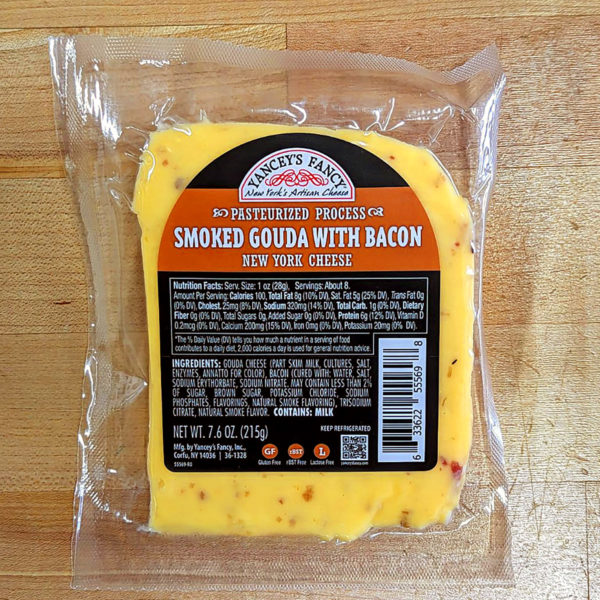 YANCEY'S FANCY
New York's Artisan Cheese
PASTEURIZED PROCESS
SMOKED GOUDA WITH BACON
NEW YORK CHEESE
Nutrition Facts: Serv. Size: 1 oz (28g), Servings: About 8.
Amount Per Serving: Calories 100, Total Fat 8g (10% DV), Sat. Fat 5g (25% DV), Trans Fat 0g
(0% DV), Cholest. 25mg (8% DV), Sodium 320mg (14% DV), Total Carb. 1g (0% DV), Dietary
Fiber 0g (0% DV), Total Sugars 0g, Added Sugar 0g (0% DV), Protein 6g (12% DV), Vitamin D
0.2mcg (0% DV), Calcium 200mg (15% DV), Iron 0mg (0% DV), Potassium 20mg (0% DV).
*The % Daily Value (DV) tells you how much a nutrient in a serving of food
contributes to a daily diet. 2,000 calories a day is used for general nutrition advice.
INGREDIENTS: GOUDA CHEESE (PART SKIM MILK, CULTURES, SALT,
ENZYMES, ANNATTO FOR COLOR), BACON (CURED WITH: WATER, SALT,
SODIUM ERYTHORBATE, SODIUM NITRATE, MAY CONTAIN LESS THAN 2%
OF SUGAR, BROWN SUGAR, POTASSIUM CHLORIDE, SODIUM
PHOSPHATES, FLAVORINGS, NATURAL SMOKE FLAVORING), TRISODIUM
CITRATE, NATURAL SMOKE FLAVOR. CONTAINS: MILK
NET WT. 7.6 OZ. (215g)
KEEP REFRIGERATED
Mfg. by Yancey's Fancy, Inc.,
Corfu, NY 14036 | 36-1328
55569-R0
GF
Gluten Free
rBST
rBST Free
L
Lactose Free
yanceysfancy.com
6 33622 55569 8